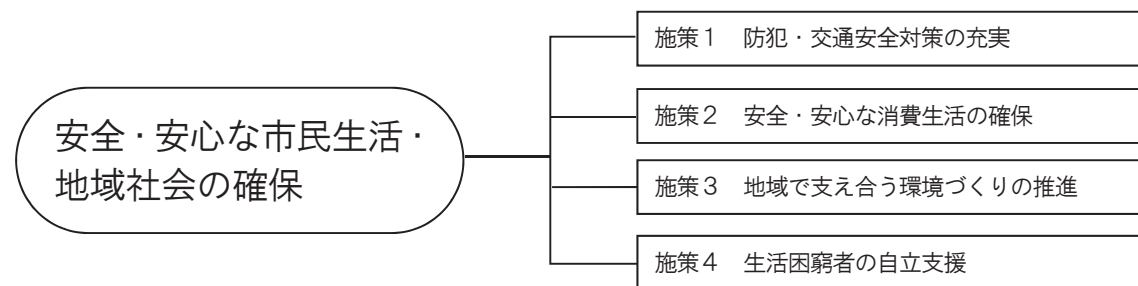 安全・安心な市民生活・
地域社会の確保
施策１　防犯・交通安全対策の充実
施策２　安全・安心な消費生活の確保
施策３　地域で支え合う環境づくりの推進
施策４　生活困窮者の自立支援